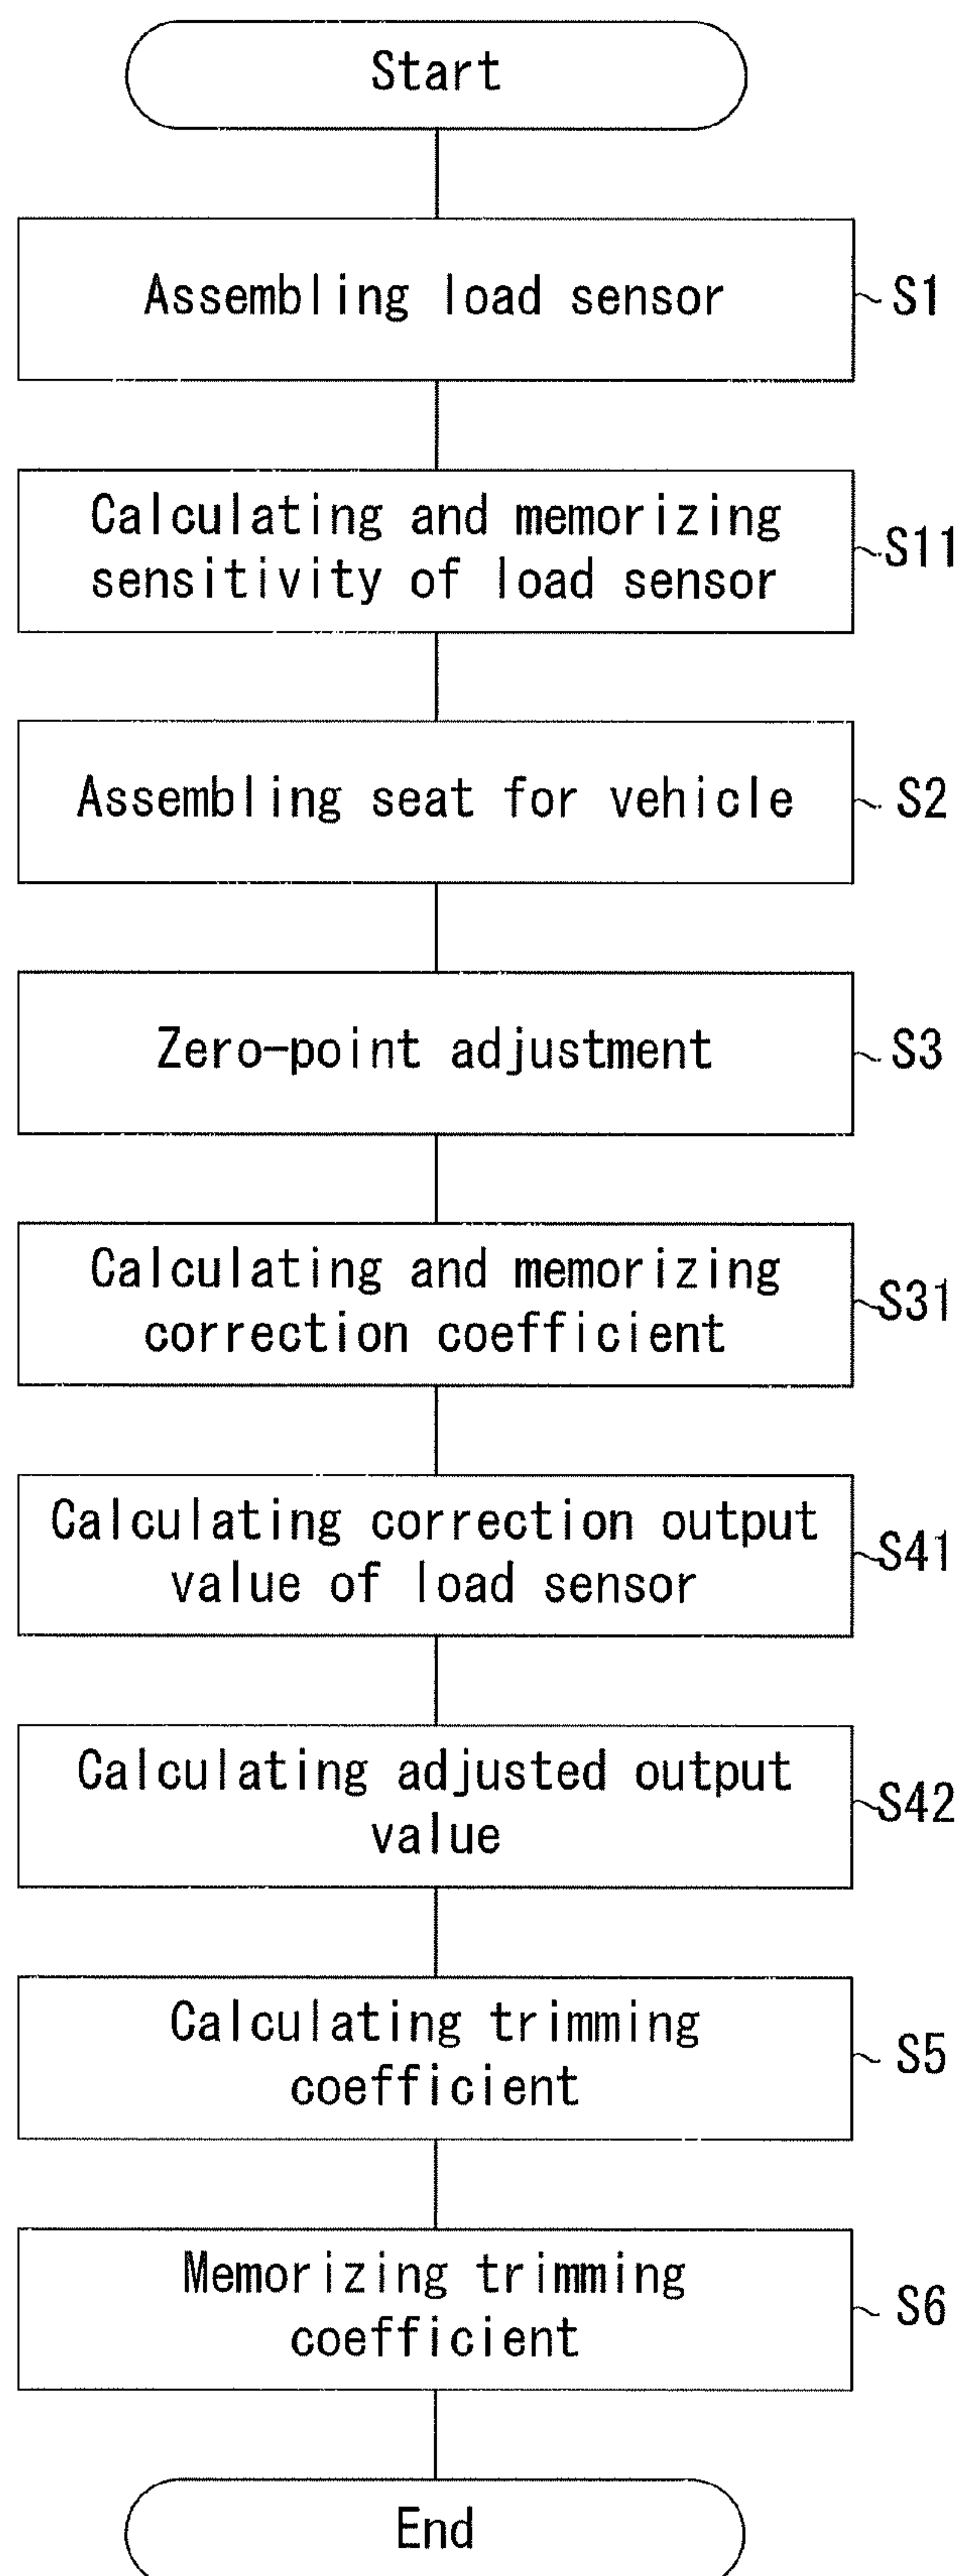 Start
Assembling load sensor
S1
Calculating and memorizing
sensitivity of load sensor
S11
Assembling seat for vehicle
S2
Zero-point adjustment
S3
Calculating and memorizing
correction coefficient
S31
Calculating correction output
value of load sensor
S41
Calculating adjusted output
value
S42
Calculating trimming
coefficient
S5
Memorizing trimming
coefficient
S6
End